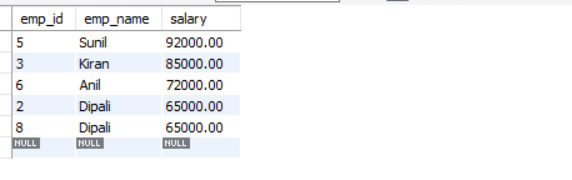 emp_id emp_name salary
5 Sunil 92000.00
3 Kiran 85000.00
6 Anil 72000.00
2 Dipali 65000.00
8 Dipali 65000.00
NULL NULL NULL